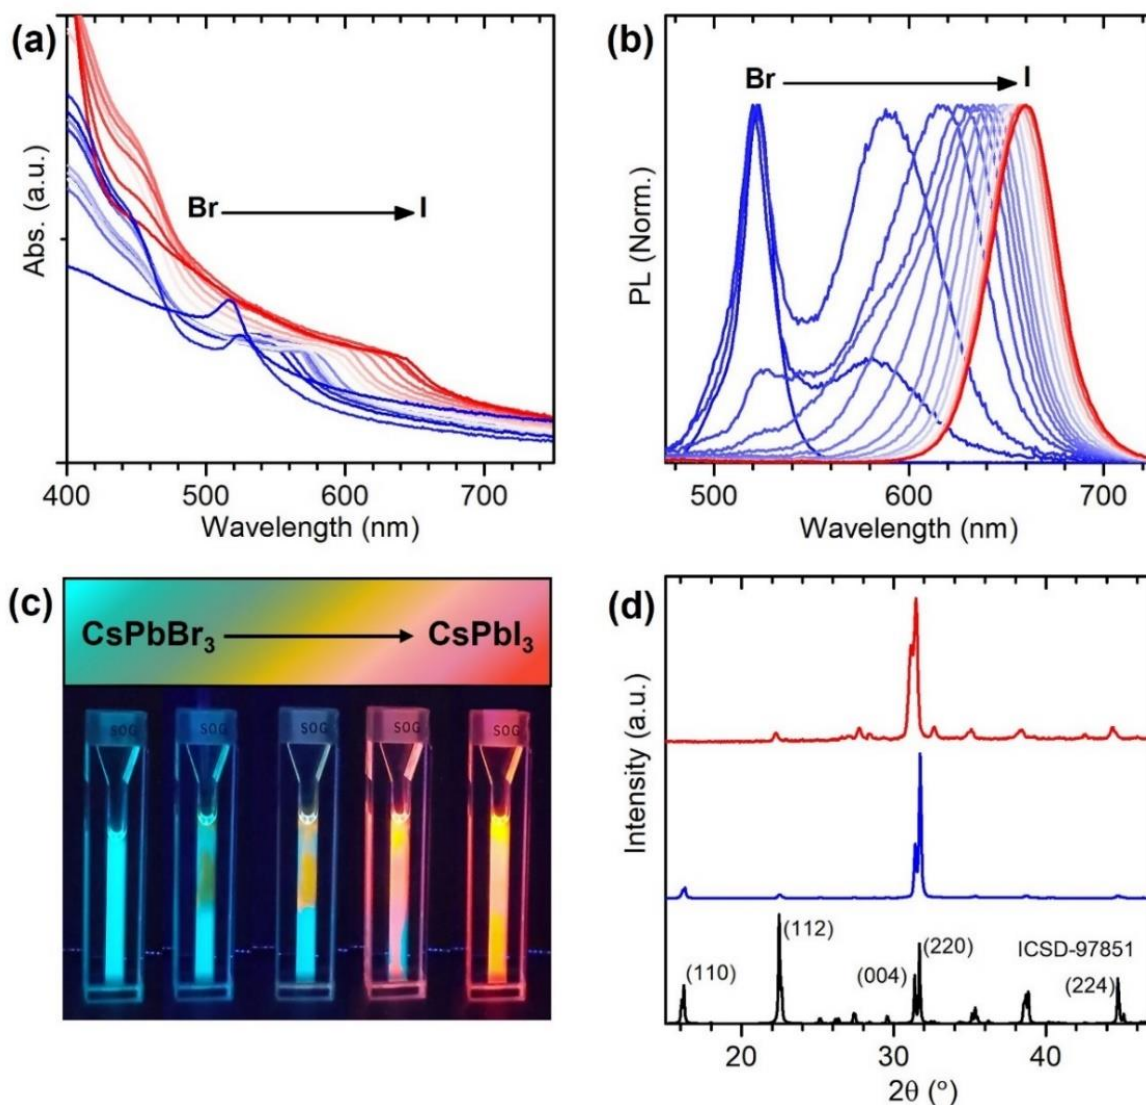 (a)
Br I
Abs. (a.u.)
400 500 600 700
Wavelength (nm)
(b)
Br I
PL (Norm.)
500 600 700
Wavelength (nm)
(c)
CsPbBr₃ CsPbI₃
SOG SOG SOG SOG SOG
(d)
Intensity (a.u.)
(110)
(112)
(004)
(220)
ICSD-97851
(224)
20 30 40
2θ (°)